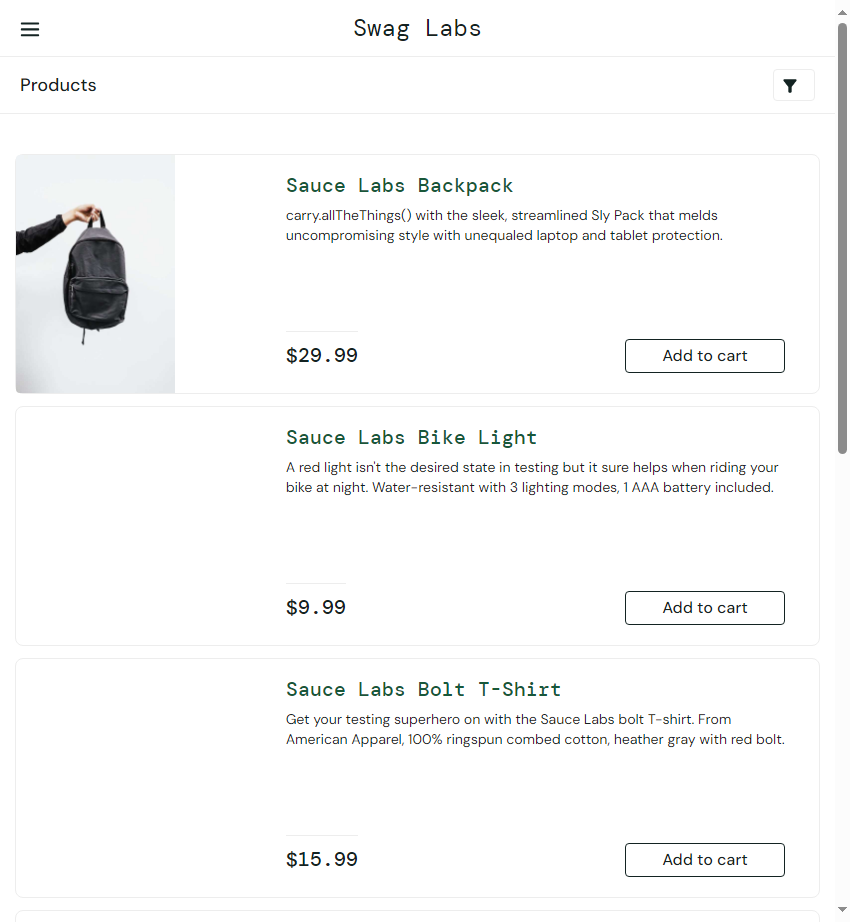 Swag Labs
Products
Sauce Labs Backpack
carry.allTheThings() with the sleek, streamlined Sly Pack that melds
uncompromising style with unequaled laptop and tablet protection.
$29.99
Add to cart
Sauce Labs Bike Light
A red light isn't the desired state in testing but it sure helps when riding your
bike at night. Water-resistant with 3 lighting modes, 1 AAA battery included.
$9.99
Add to cart
Sauce Labs Bolt T-Shirt
Get your testing superhero on with the Sauce Labs bolt T-shirt. From
American Apparel, 100% ringspun combed cotton, heather gray with red bolt.
$15.99
Add to cart